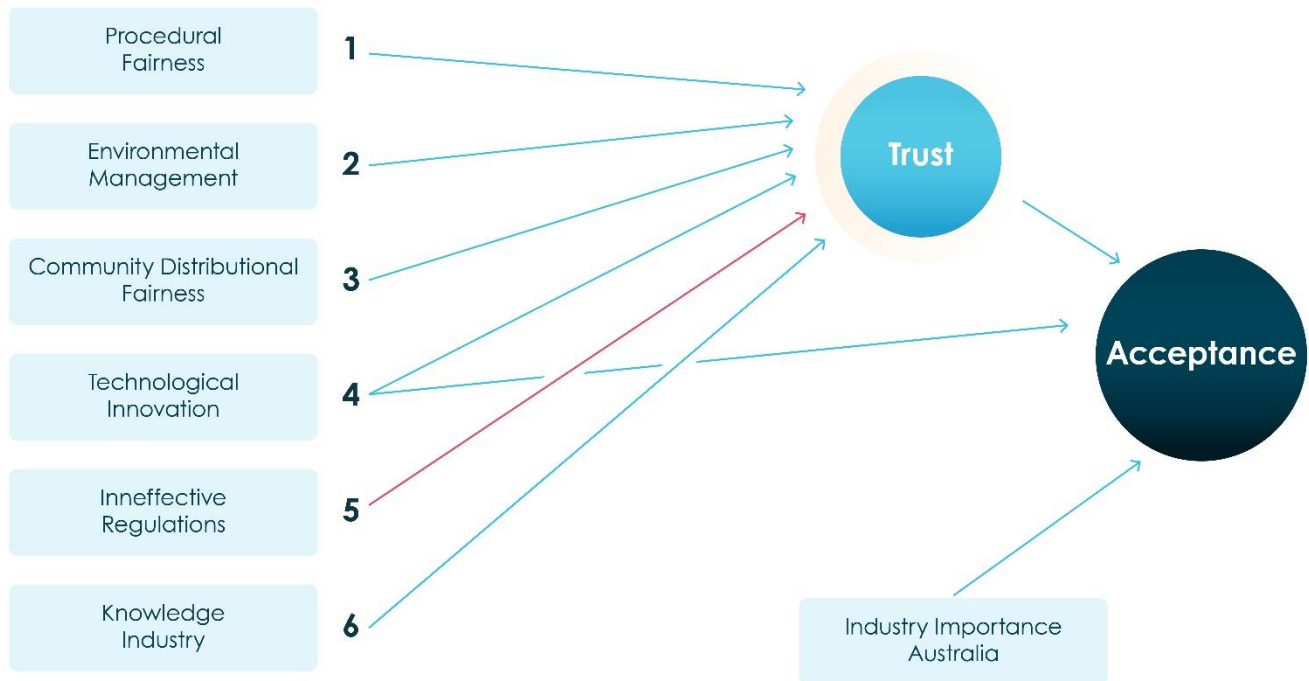 Procedural
Fairness
1
Environmental
Management
2
Community Distributional
Fairness
3
Technological
Innovation
4
Inneffective
Regulations
5
Knowledge
Industry
6
Trust
Acceptance
Industry Importance
Australia